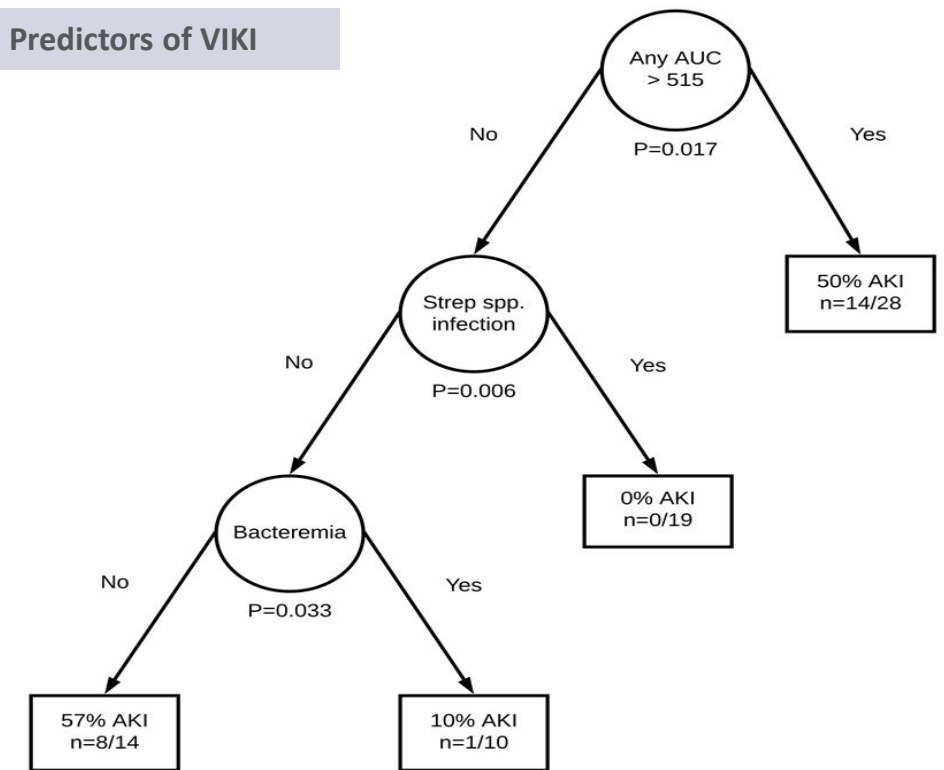 Predictors of VIKI
Any AUC
> 515
No
Yes
P=0.017
50% AKI
n=14/28
Strep spp.
infection
No
Yes
P=0.006
0% AKI
n=0/19
Bacteremia
No
Yes
P=0.033
57% AKI
n=8/14
10% AKI
n=1/10